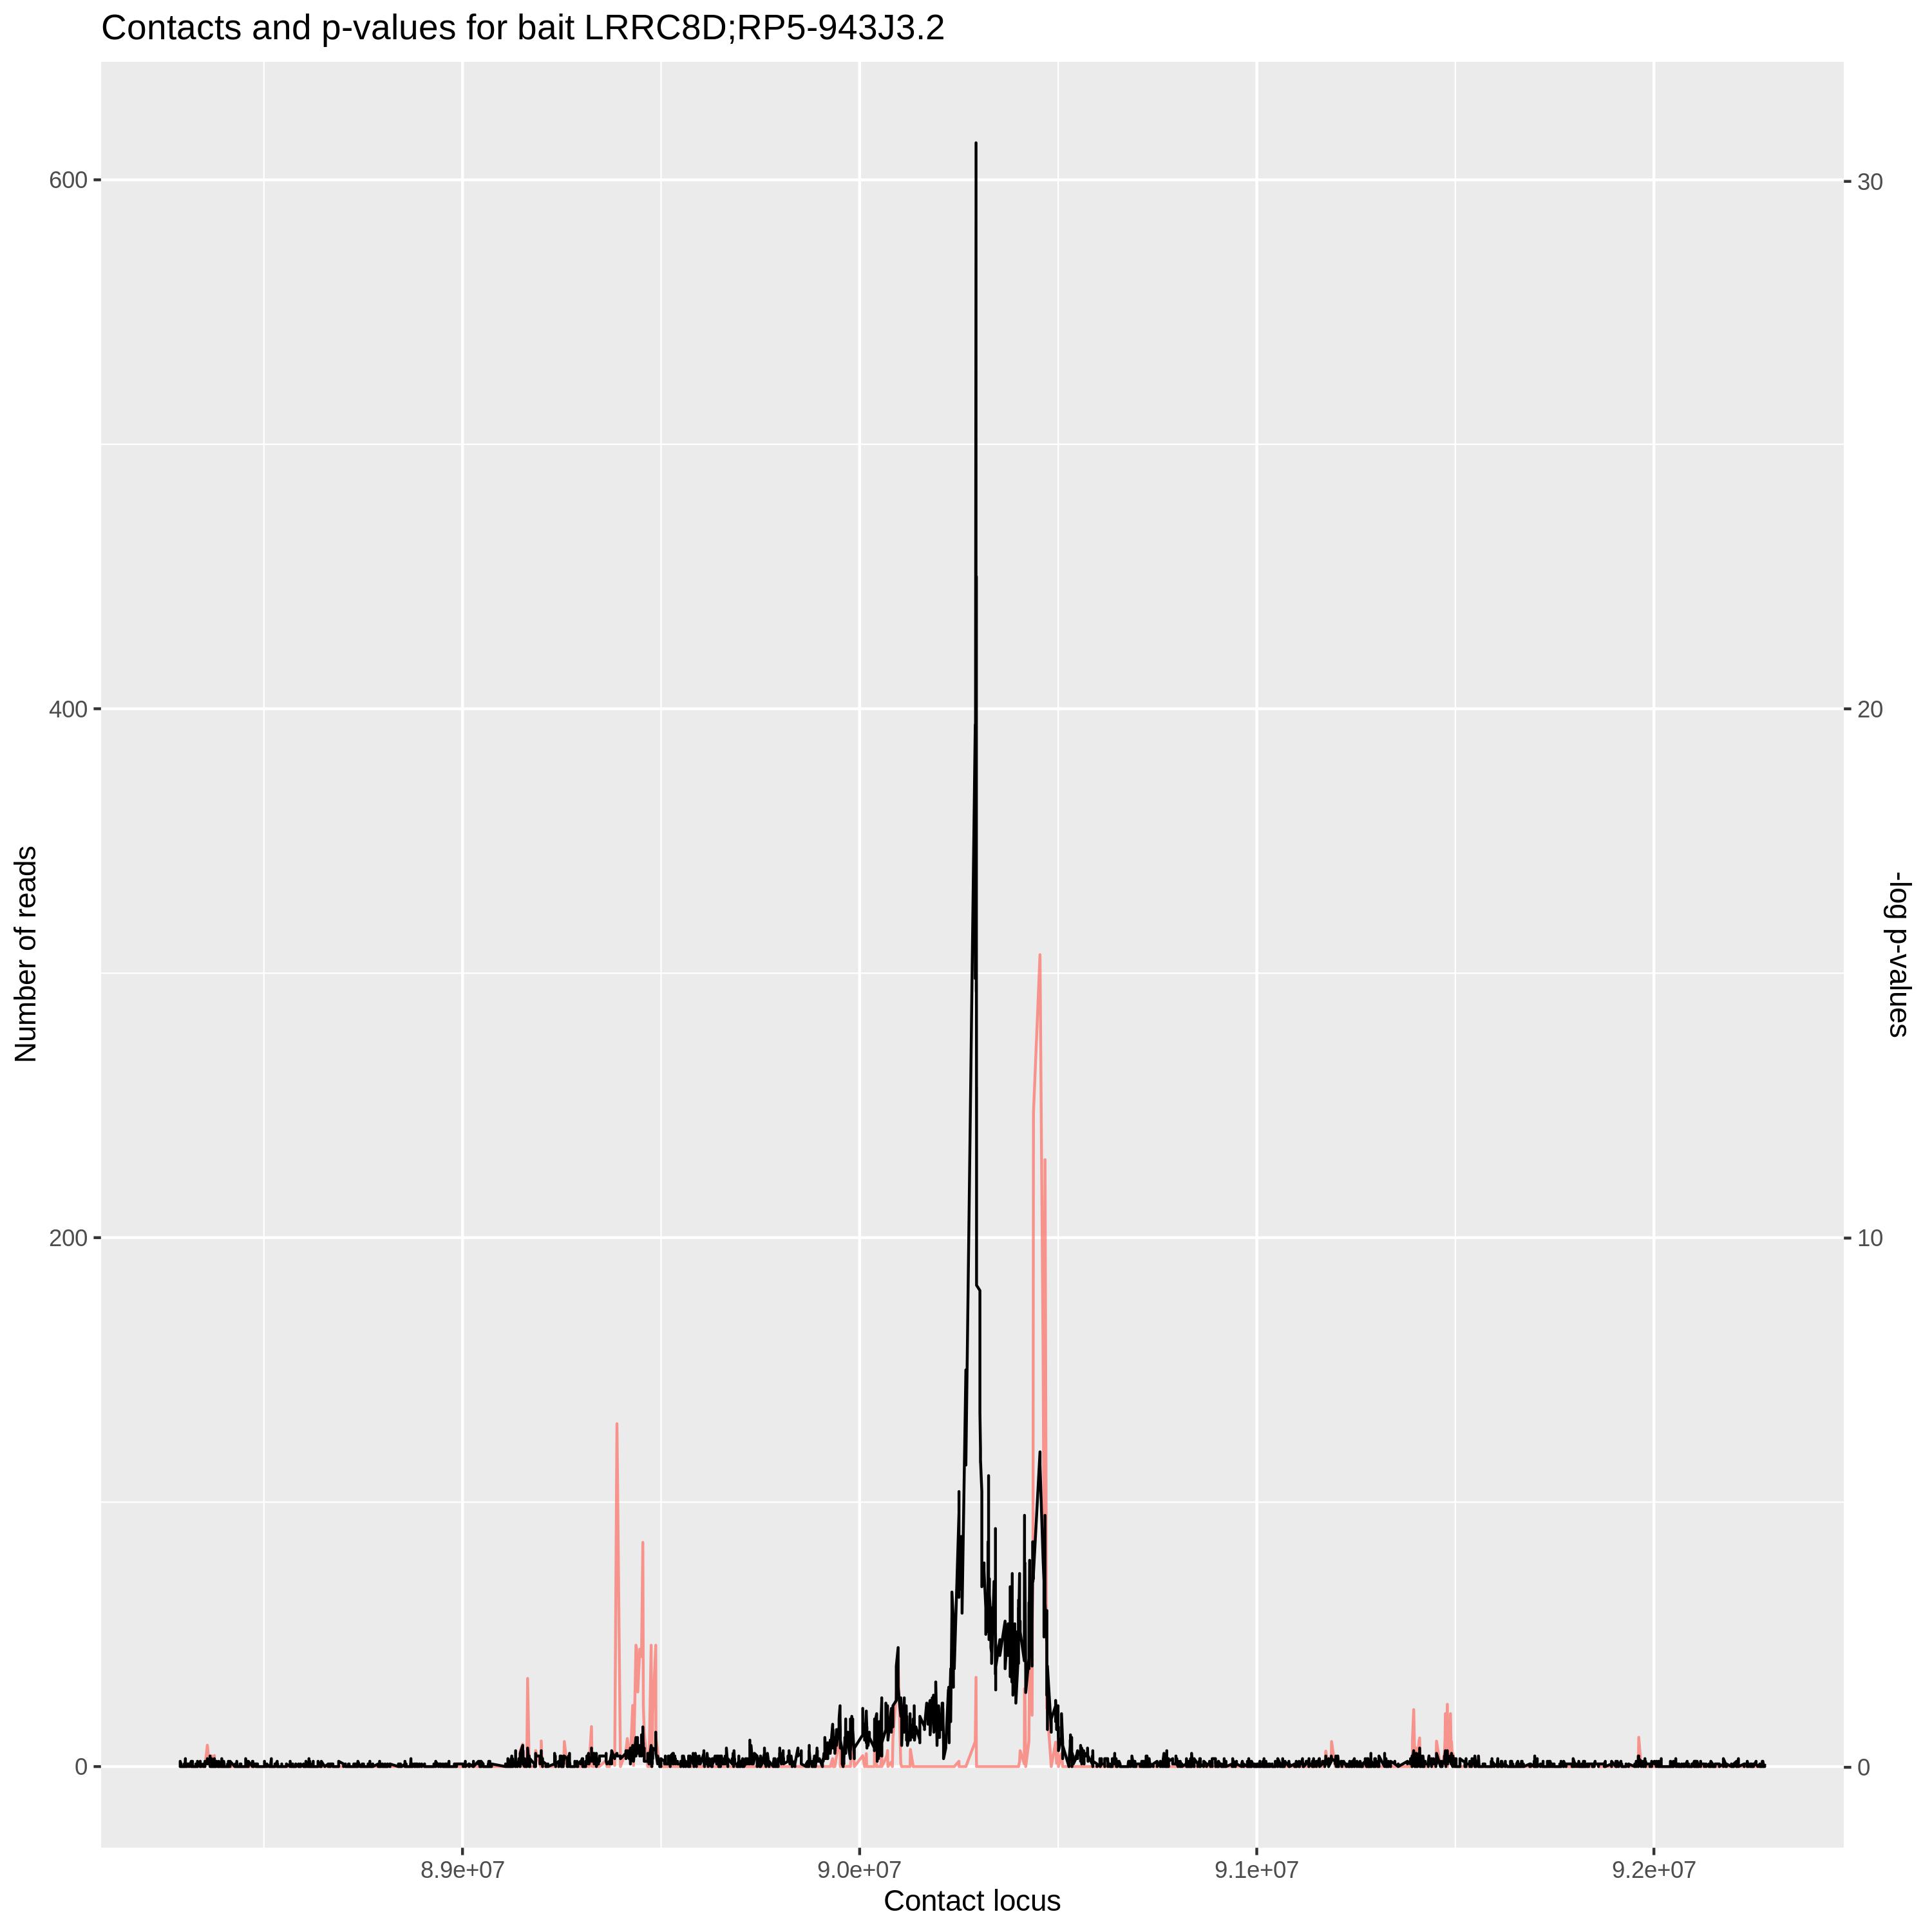 Contacts and p-values for bait LRRC8D;RP5-943J3.2
600
400
200
0
30
20
10
0
Number of reads
-log p-values
8.9e+07 9.0e+07 9.1e+07 9.2e+07
Contact locus